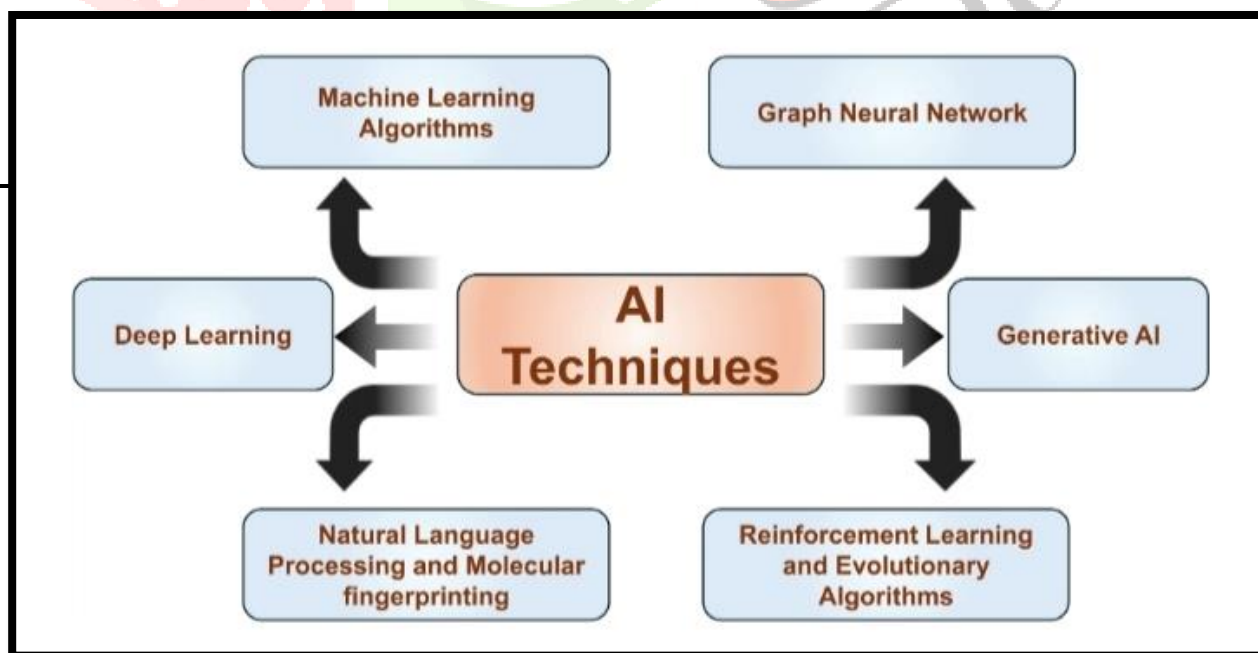 Machine Learning
Algorithms
Graph Neural Network
AI
Techniques
Deep Learning
Generative AI
Natural Language
Processing and Molecular
fingerprinting
Reinforcement Learning
and Evolutionary
Algorithms